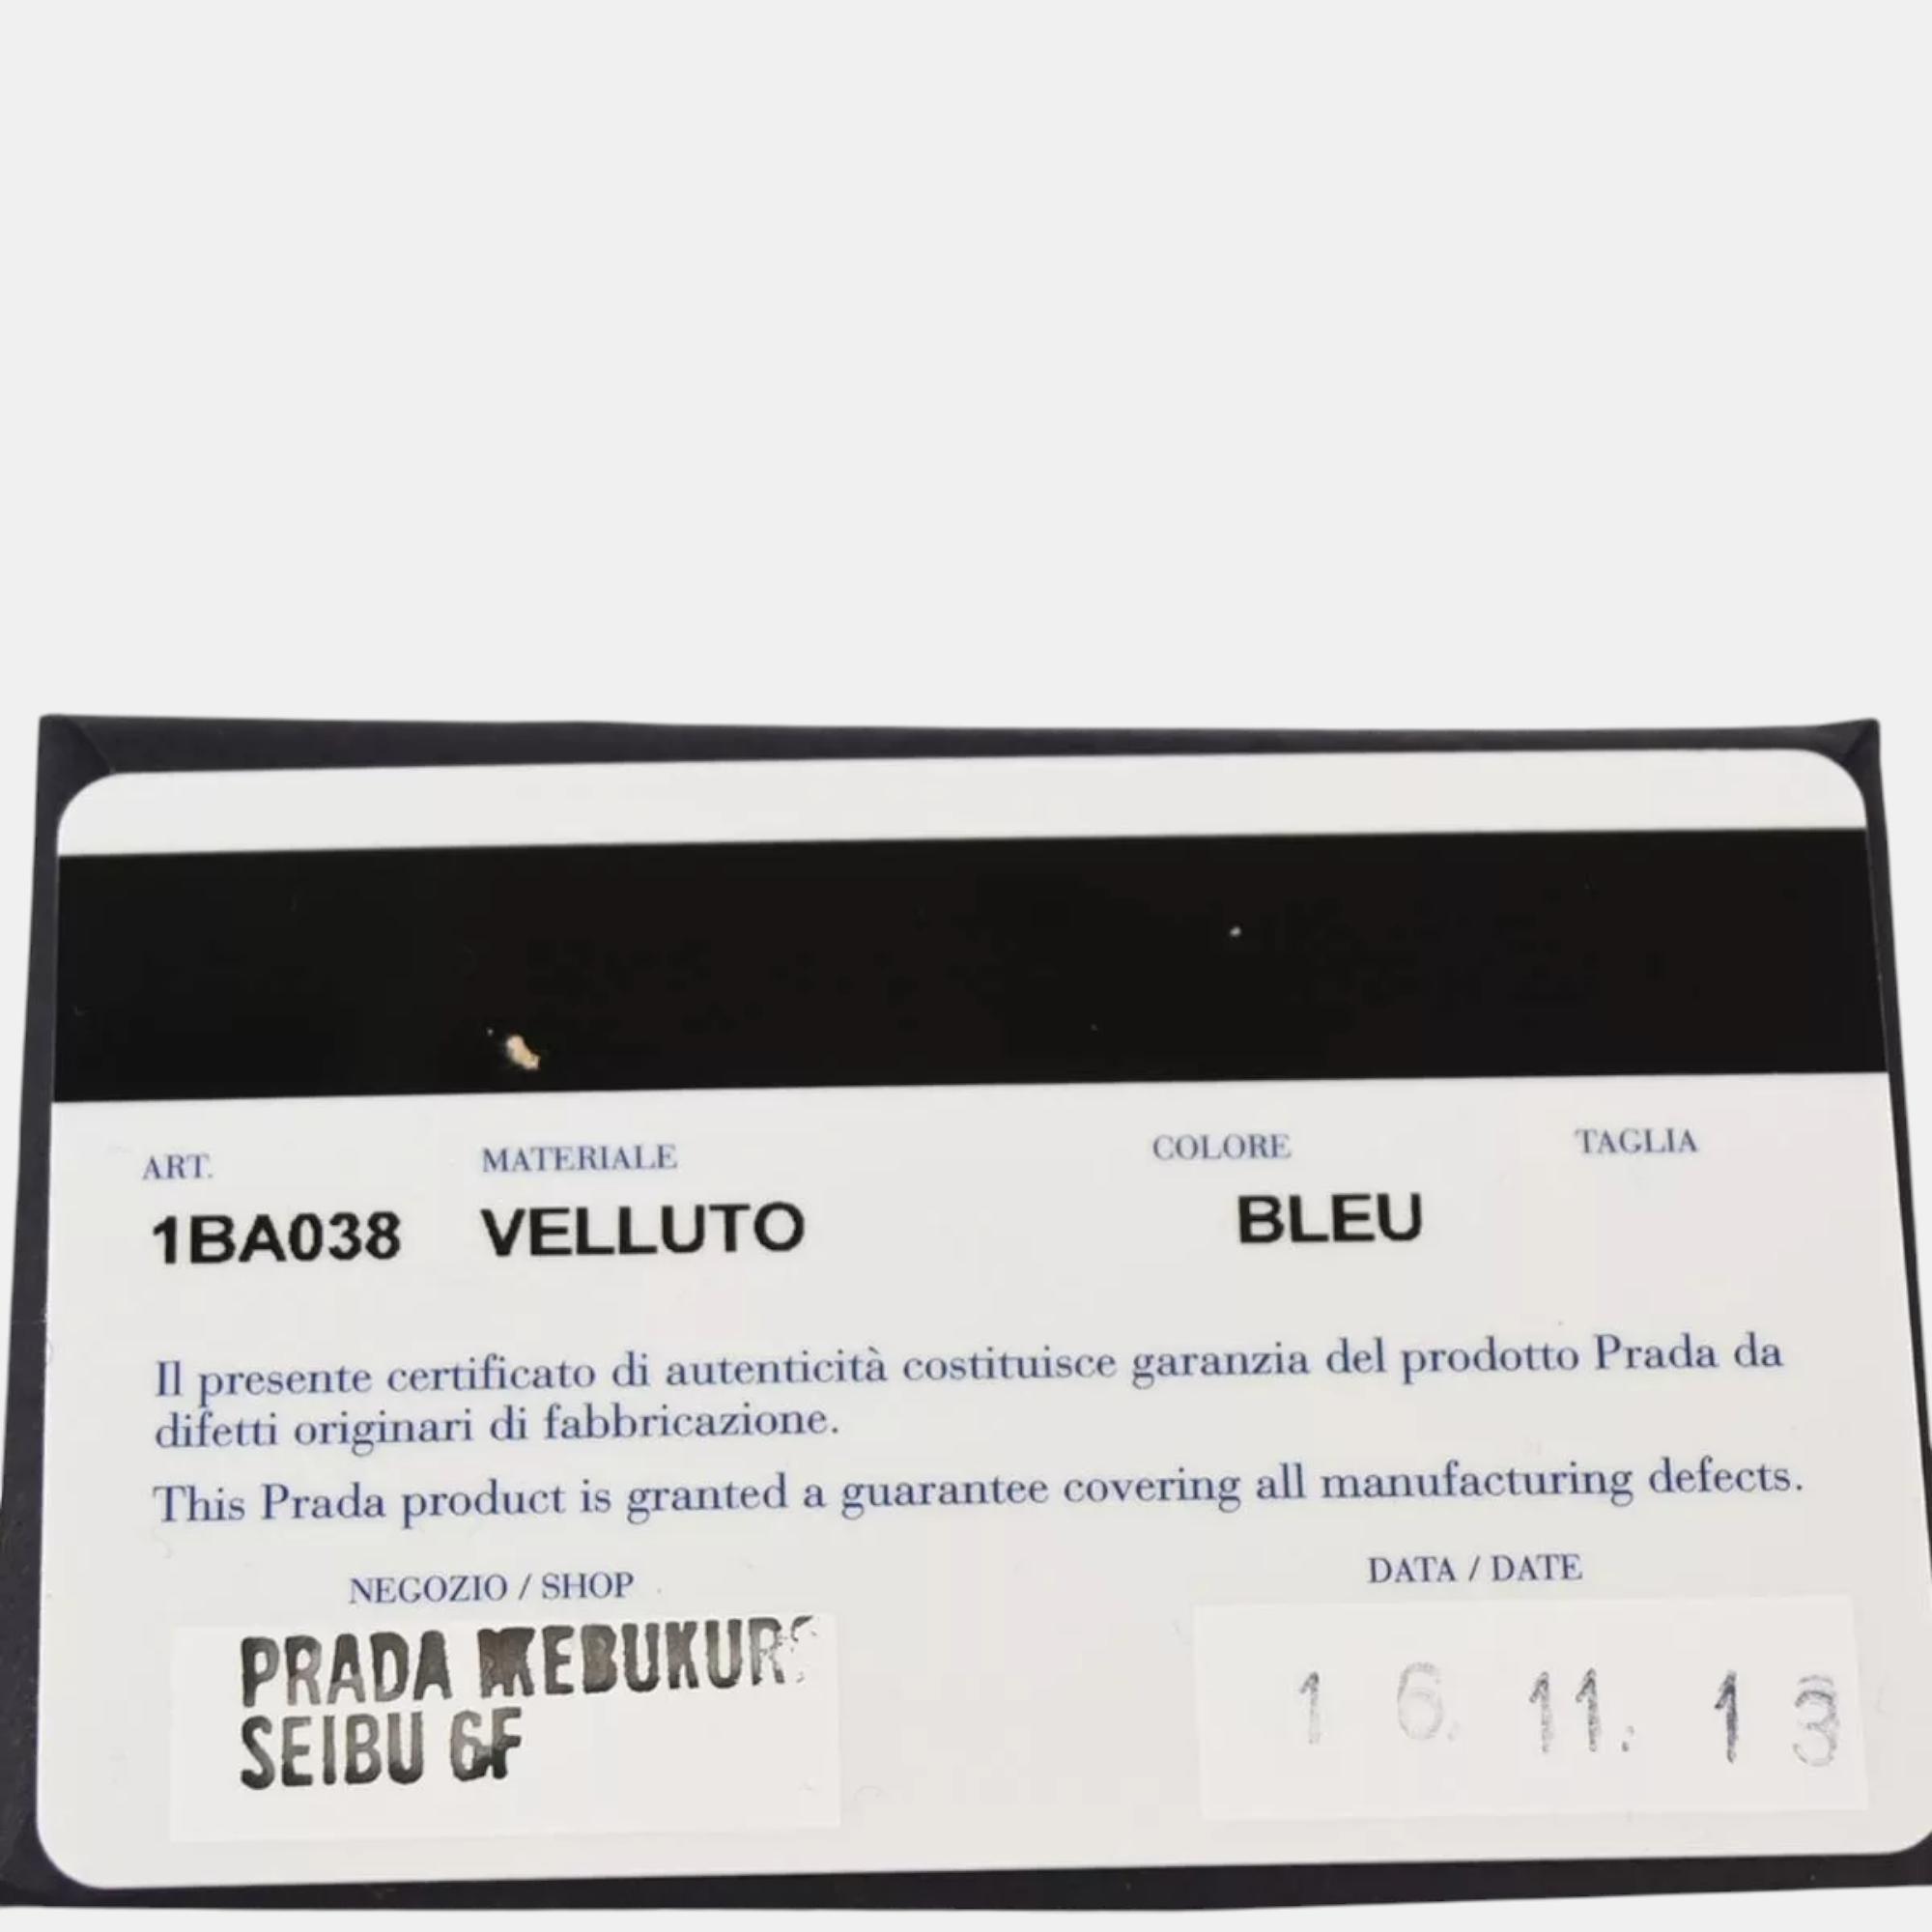 ART. MATERIALE COLORE TAGLIA
1BA038 VELLUTO BLEU
Il presente certificato di autenticità costituisce garanzia del prodotto Prada da
difetti originari di fabbricazione.
This Prada product is granted a guarantee covering all manufacturing defects.
NEGOZIO / SHOP DATA / DATE
PRADA IKEBUKURO
SEIBU 6F
16. 11. 13